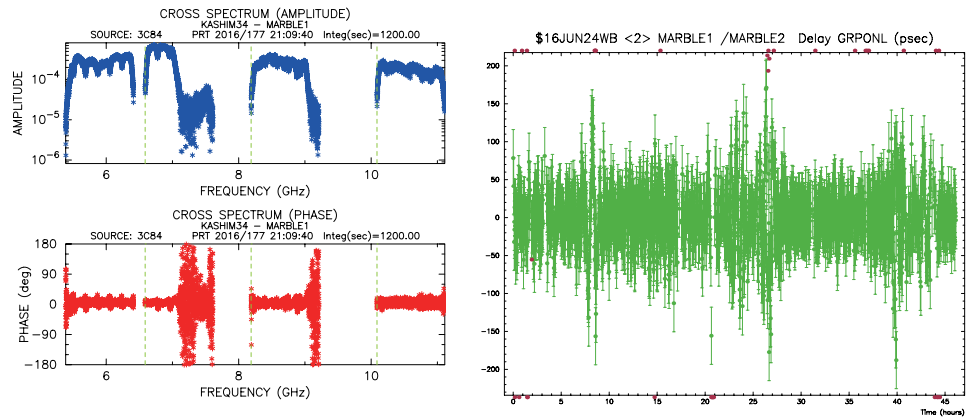 CROSS SPECTRUM (AMPLITUDE)
KASHIM34 − MARBLE1
SOURCE: 3C84 PRT 2016/177 21:09:40 Integ(sec)=1200.00
AMPLITUDE
10−4
10−5
10−6
6 8 10
FREQUENCY (GHz)
CROSS SPECTRUM (PHASE)
KASHIM34 − MARBLE1
SOURCE: 3C84 PRT 2016/177 21:09:40 Integ(sec)=1200.00
PHASE (deg)
180
90
0
−90
−180
6 8 10
FREQUENCY (GHz)
$16JUN24WB <2> MARBLE1 /MARBLE2 Delay GRPONL (psec)
200
150
100
50
0
-50
-100
-150
-200
0 5 10 15 20 25 30 35 40 45
Time (hours)